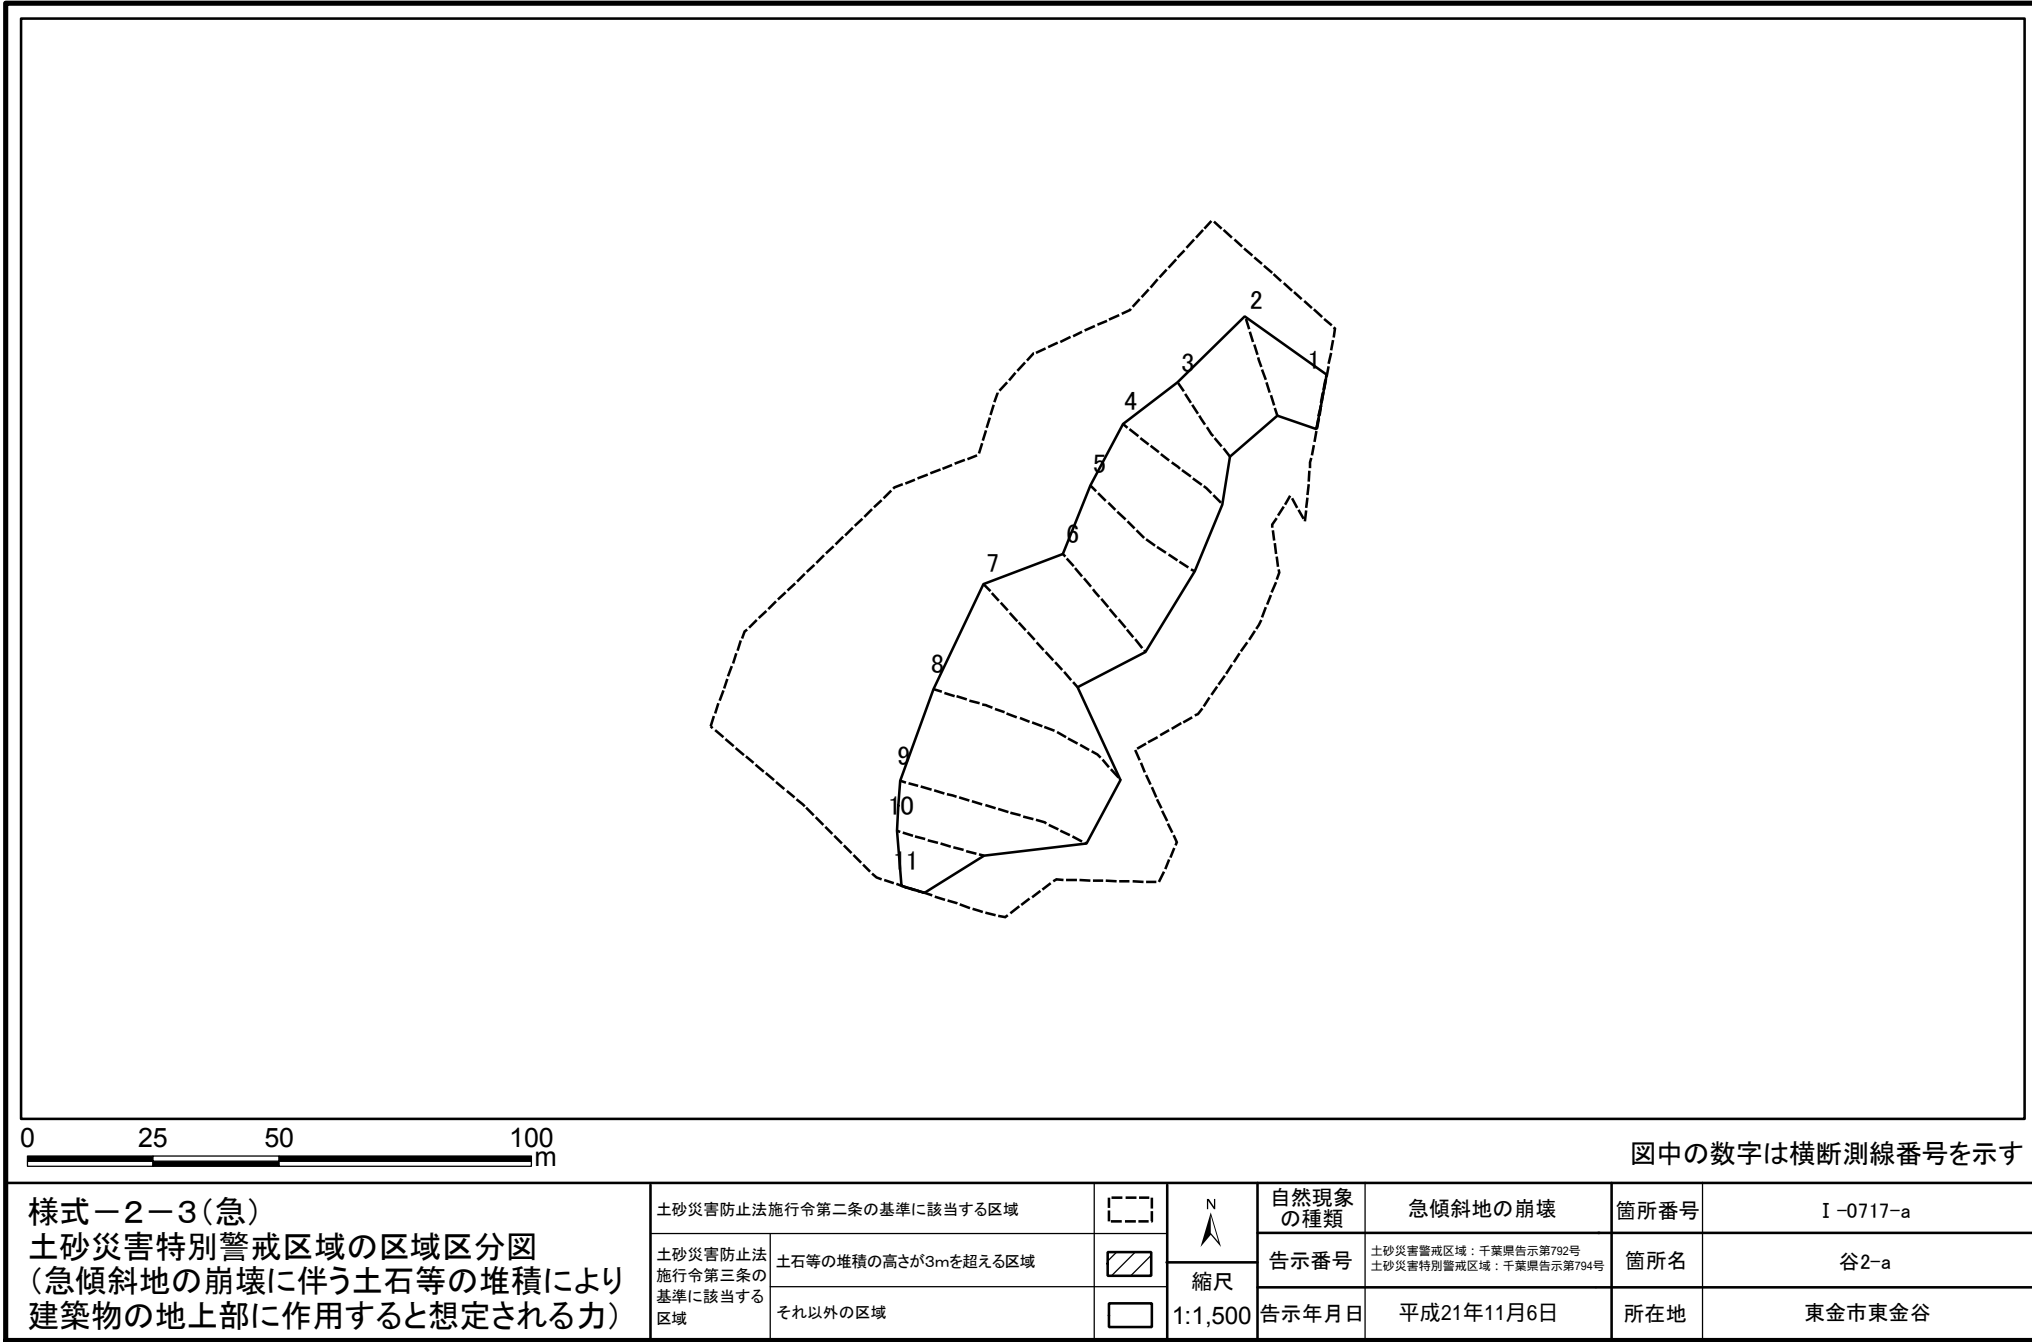 2
1
3
4
5
6
7
8
9
10
11
0 25 50 100
m
図中の数字は横断測線番号を示す
様式－2－3（急）
土砂災害特別警戒区域の区域区分図
（急傾斜地の崩壊に伴う土石等の堆積により
建築物の地上部に作用すると想定される力）
土砂災害防止法施行令第二条の基準に該当する区域
土砂災害防止法
施行令第三条の
基準に該当する
区域
土石等の堆積の高さが3mを超える区域
それ以外の区域
N
縮尺
1:1,500
自然現象
の種類
急傾斜地の崩壊
箇所番号
Ⅰ-0717-a
告示番号
土砂災害警戒区域：千葉県告示第792号
土砂災害特別警戒区域：千葉県告示第794号
箇所名
谷2-a
告示年月日
平成21年11月6日
所在地
東金市東金谷